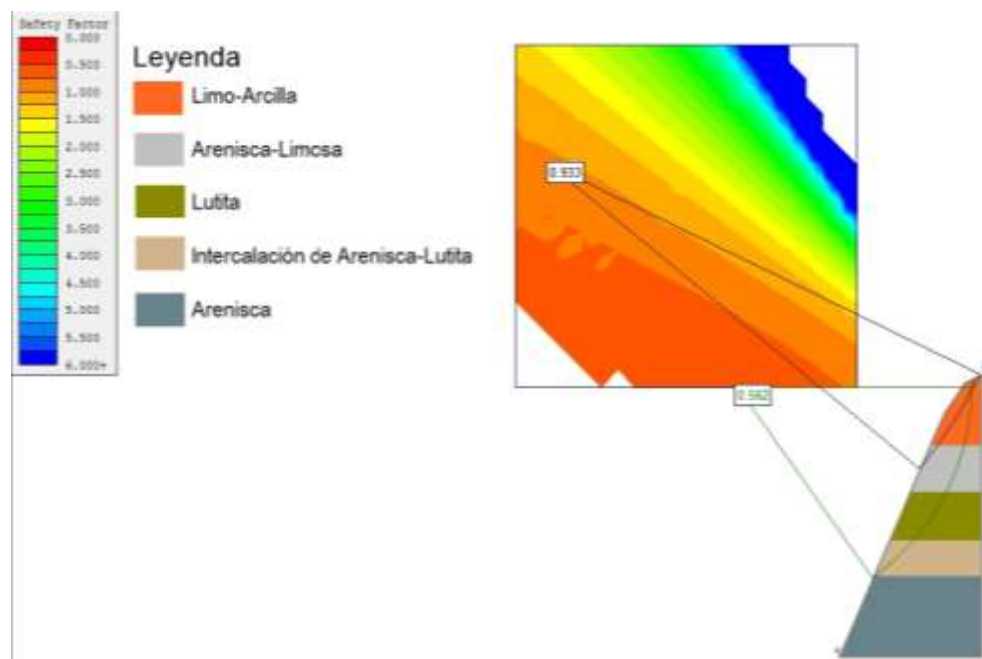 Safety Factor
0.000
0.500
1.000
1.500
2.000
2.500
3.000
3.500
4.000
4.500
5.000
5.500
6.000+
Leyenda
Limo-Arcilla
Arenisca-Limcsa
Lutita
Intercalación de Arenisca-Lutita
Arenisca
0.933
0.562